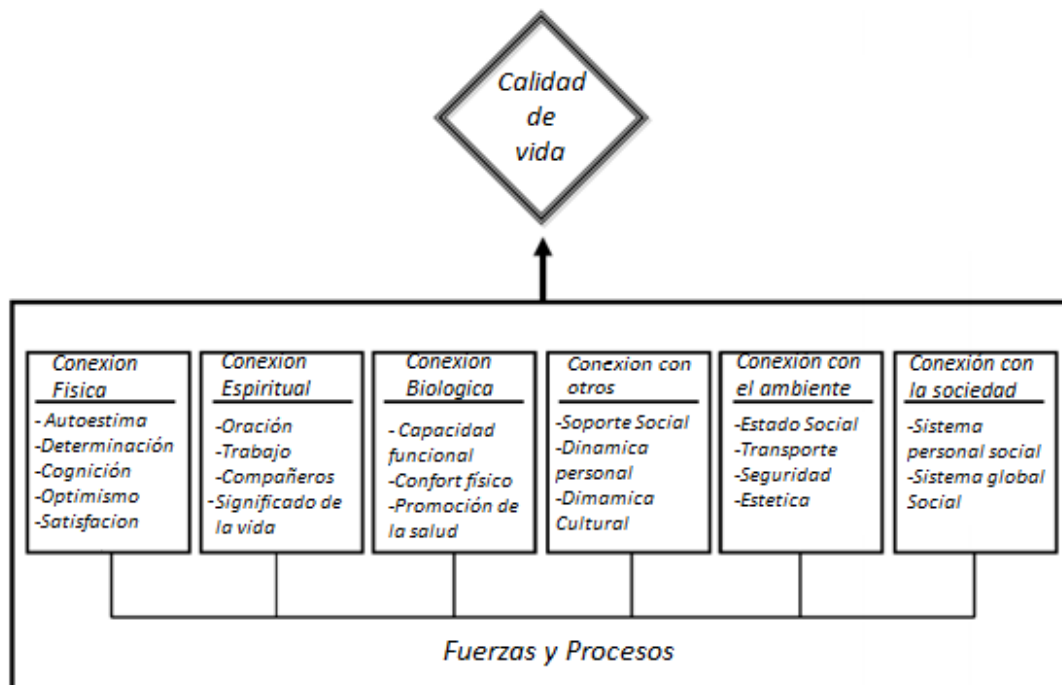 Calidad
de
vida
Conexion
Fisica
- Autoestima
-Determinación
-Cognición
-Optimismo
-Satisfacion
Conexion
Espiritual
-Oración
-Trabajo
-Compañeros
-Significado de
la vida
Conexion
Biologica
- Capacidad
funcional
-Confort físico
-Promoción de
la salud
Conexion con
otros
-Soporte Social
-Dinamica
personal
-Dimamica
Cultural
Conexión con
el ambiente
-Estado Social
-Transporte
-Seguridad
-Estetica
Conexión con
la sociedad
-Sistema
personal social
-Sistema global
Social
Fuerzas y Procesos